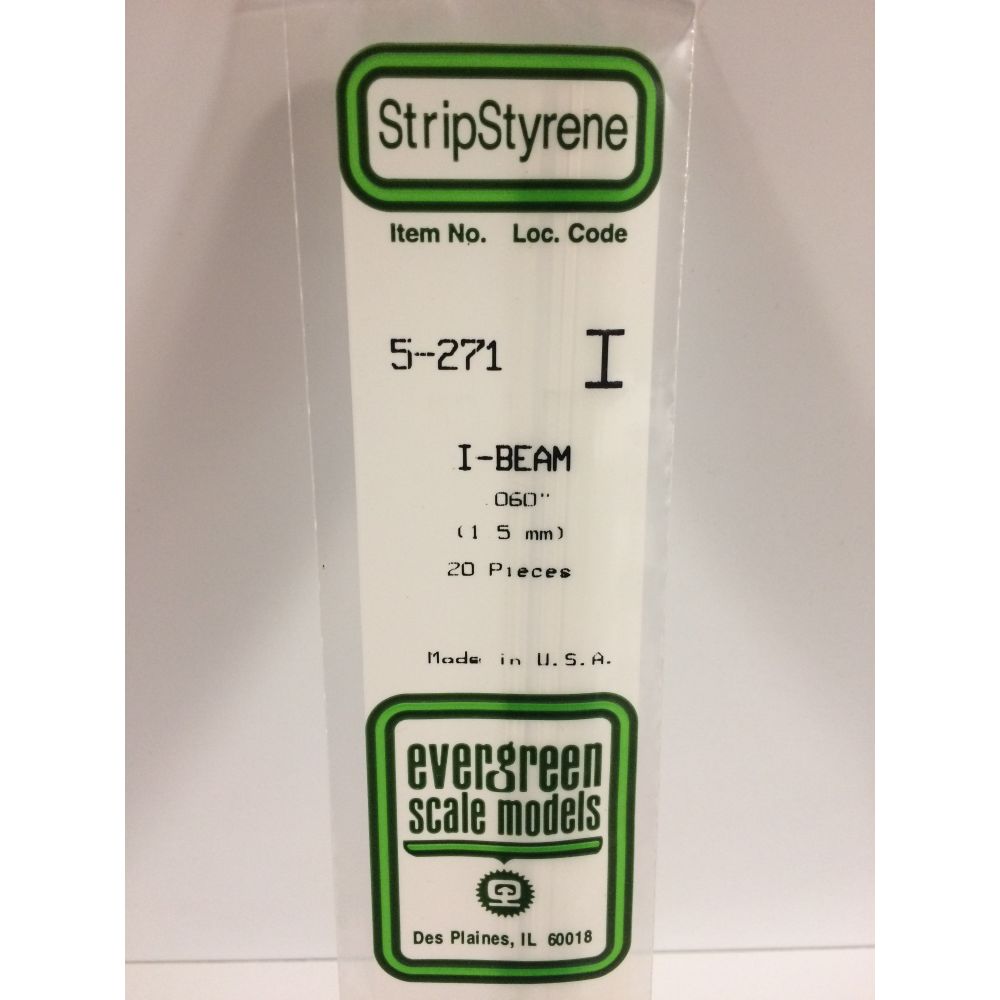 StripStyrene
Item No. Loc. Code
5-271 I
I-BEAM
.060"
(1 5 mm)
20 Pieces
Made in U.S.A.
evergreen
scale models
Des Plaines, IL 60018